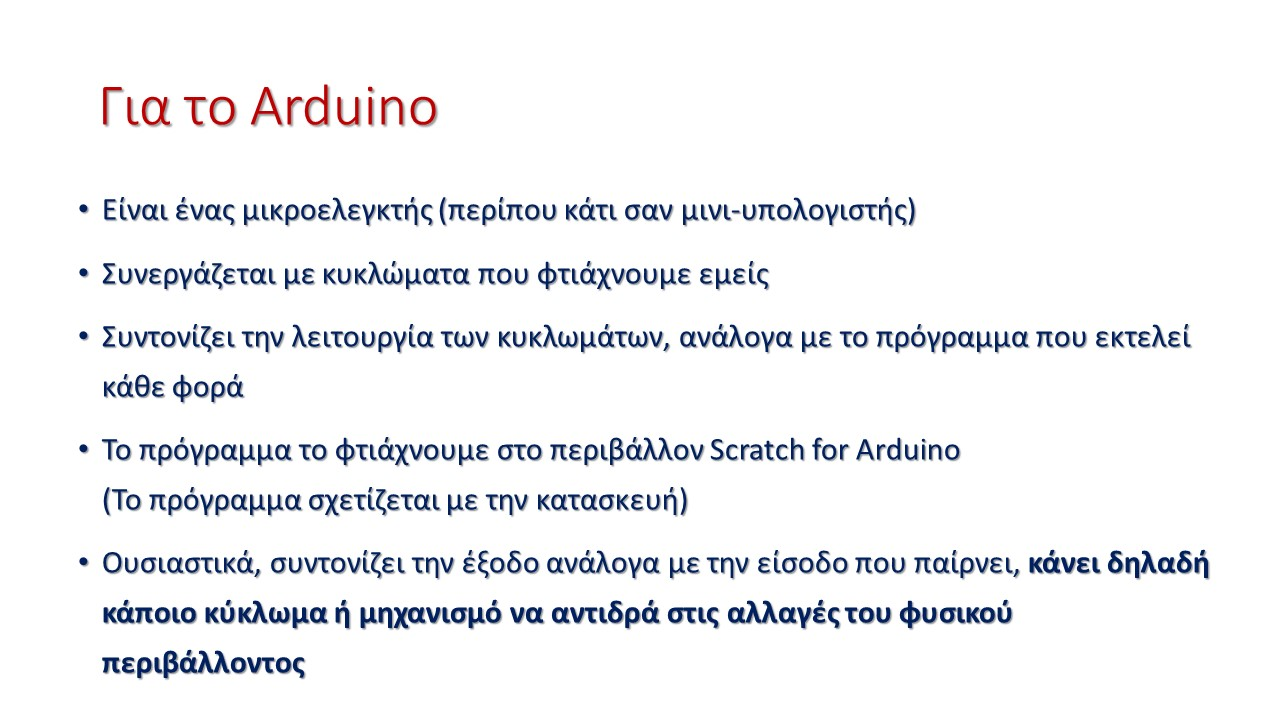 Για το Arduino
• Είναι ένας μικροελεγκτής (περίπου κάτι σαν μινι-υπολογιστής)
• Συνεργάζεται με κυκλώματα που φτιάχνουμε εμείς
• Συντονίζει την λειτουργία των κυκλωμάτων, ανάλογα με το πρόγραμμα που εκτελεί
κάθε φορά
• Το πρόγραμμα το φτιάχνουμε στο περιβάλλον Scratch for Arduino
(Το πρόγραμμα σχετίζεται με την κατασκευή)
• Ουσιαστικά, συντονίζει την έξοδο ανάλογα με την είσοδο που παίρνει, κάνει δηλαδή
κάποιο κύκλωμα ή μηχανισμό να αντιδρά στις αλλαγές του φυσικού
περιβάλλοντος